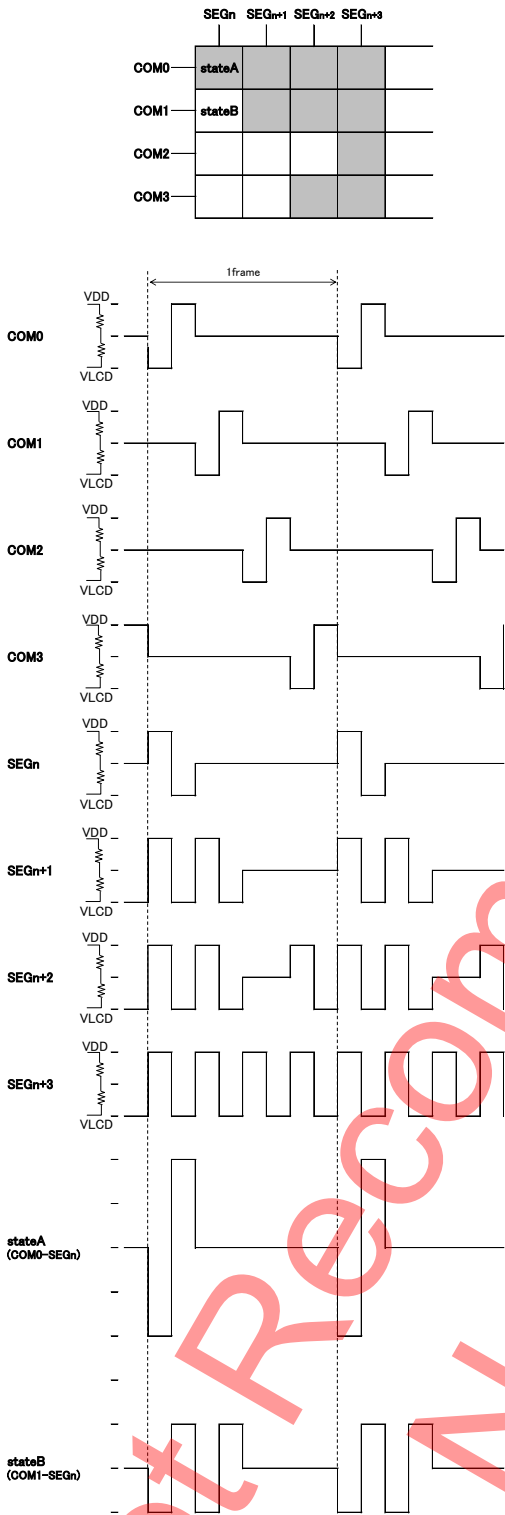 SEGn SEGn+1 SEGn+2 SEGn+3
COM0 stateA
COM1 stateB
COM2
COM3
1frame
VDD
COM0
VLCD
VDD
COM1
VLCD
VDD
COM2
VLCD
VDD
COM3
VLCD
VDD
SEGn
VLCD
VDD
SEGn+1
VLCD
VDD
SEGn+2
VLCD
VDD
SEGn+3
VLCD
stateA
(COM0-SEGn)
stateB
(COM1-SEGn)
t Recom
N